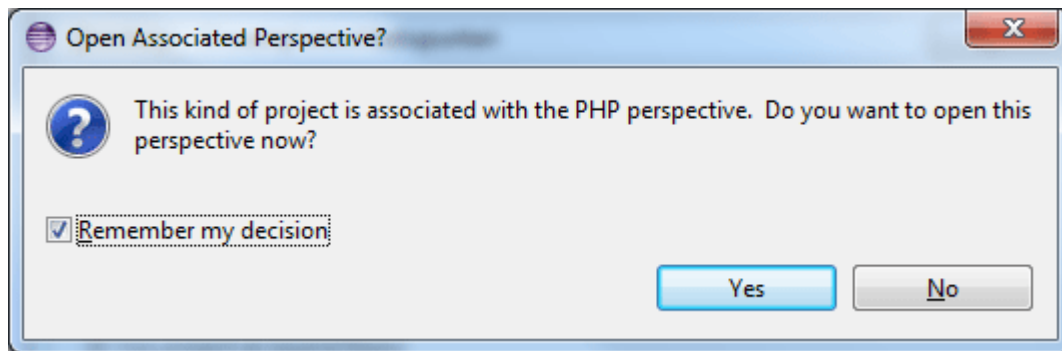 Open Associated Perspective?
This kind of project is associated with the PHP perspective.  Do you want to open this
perspective now?
Remember my decision
Yes
No